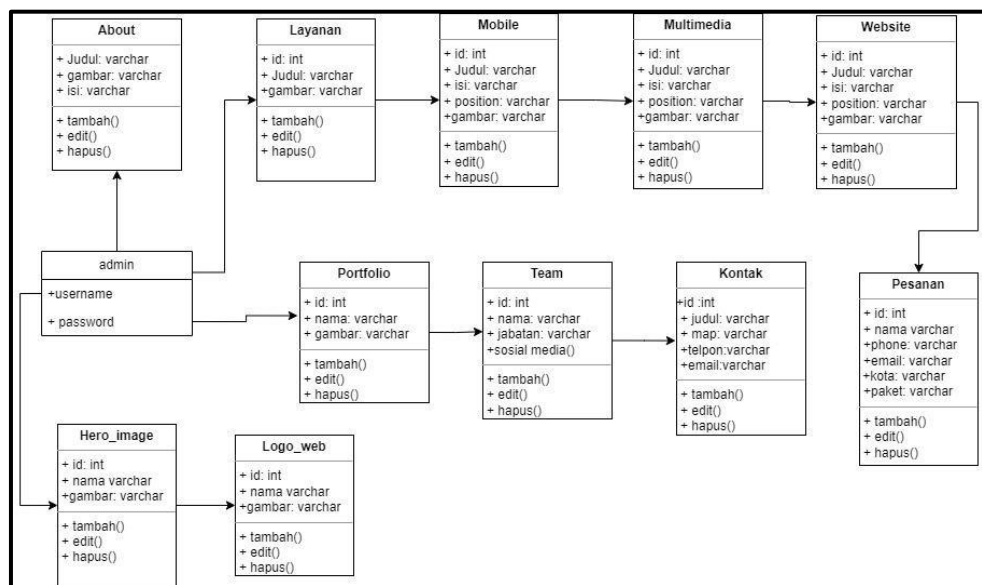 About
+ Judul: varchar
+ gambar: varchar
+ isi: varchar
+ tambah()
+ edit()
+ hapus()
Layanan
+ id: int
+ Judul: varchar
+gambar: varchar
+ tambah()
+ edit()
+ hapus()
Mobile
+ id: int
+ Judul: varchar
+ isi: varchar
+ position: varchar
+gambar: varchar
+ tambah()
+ edit()
+ hapus()
Multimedia
+ id: int
+ Judul: varchar
+ isi: varchar
+ position: varchar
+gambar: varchar
+ tambah()
+ edit()
+ hapus()
Website
+ id: int
+ Judul: varchar
+ isi: varchar
+ position: varchar
+gambar: varchar
+ tambah()
+ edit()
+ hapus()
admin
+username
+ password
Portfolio
+ id: int
+ nama: varchar
+ gambar: varchar
+ tambah()
+ edit()
+ hapus()
Team
+ id: int
+ nama: varchar
+ jabatan: varchar
+sosial media()
+ tambah()
+ edit()
+ hapus()
Kontak
+id :int
+ judul: varchar
+ map: varchar
+telpon:varchar
+email:varchar
+ tambah()
+ edit()
+ hapus()
Pesanan
+ id: int
+ nama varchar
+phone: varchar
+email: varchar
+kota: varchar
+paket: varchar
+ tambah()
+ edit()
+ hapus()
Hero_image
+ id: int
+ nama varchar
+gambar: varchar
+ tambah()
+ edit()
+ hapus()
Logo_web
+ id: int
+ nama varchar
+gambar: varchar
+ tambah()
+ edit()
+ hapus()